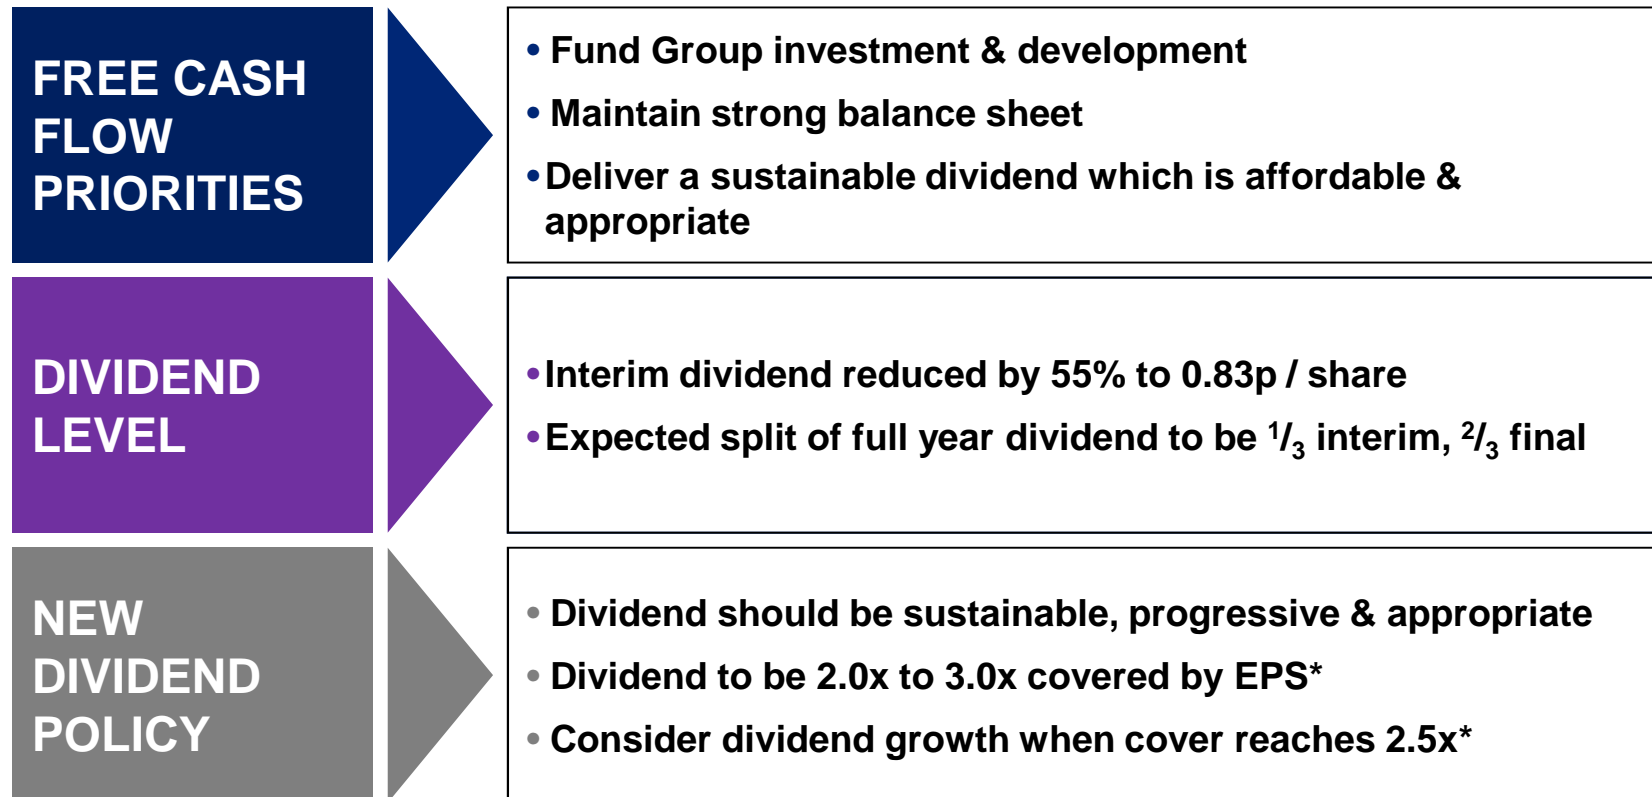 FREE CASH
FLOW
PRIORITIES
• Fund Group investment & development
• Maintain strong balance sheet
• Deliver a sustainable dividend which is affordable &
appropriate
DIVIDEND
LEVEL
• Interim dividend reduced by 55% to 0.83p / share
• Expected split of full year dividend to be 1/3 interim, 2/3 final
NEW
DIVIDEND
POLICY
• Dividend should be sustainable, progressive & appropriate
• Dividend to be 2.0x to 3.0x covered by EPS*
• Consider dividend growth when cover reaches 2.5x*